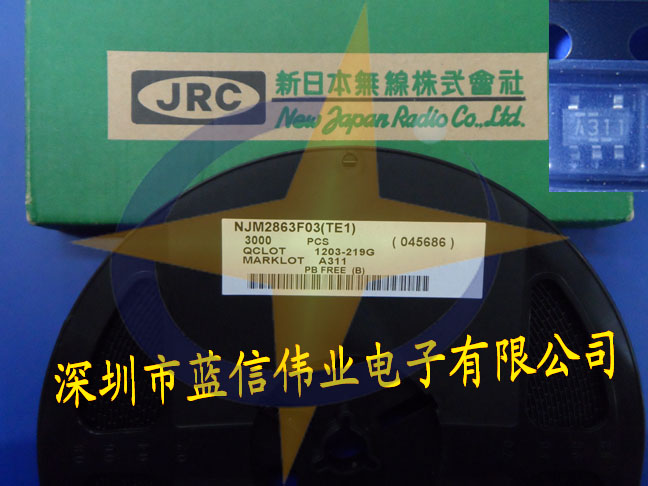 JRC
新日本無線株式會社
New Japan Radio Co.,Ltd.
A311
NJM2863F03(TE1)
3000 PCS (045686)
QCLOT 1203-219G
MARKLOT A311
PB FREE (B)
深圳市蓝信伟业电子有限公司